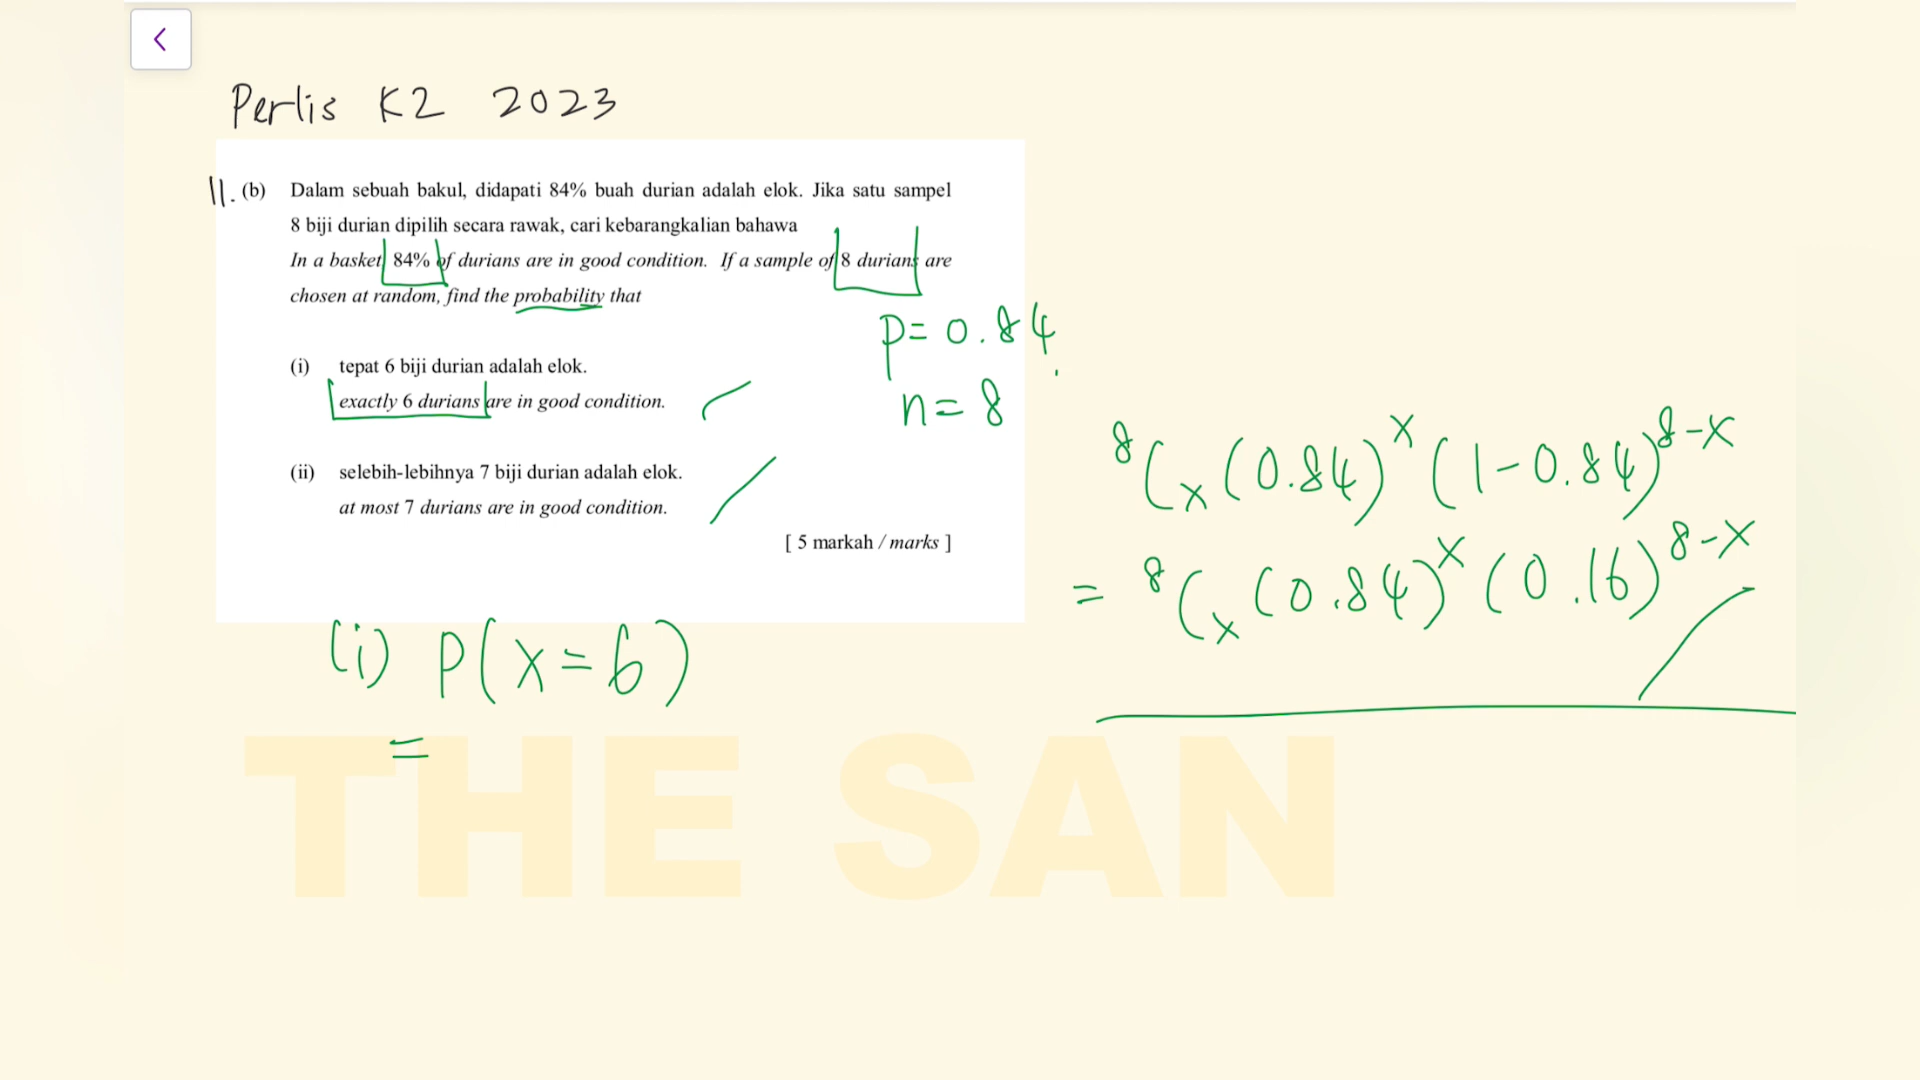 Perlis K2 2023
11. (b) Dalam sebuah bakul, didapati 84% buah durian adalah elok. Jika satu sampel
8 biji durian dipilih secara rawak, cari kebarangkalian bahawa
In a basket 84% of durians are in good condition. If a sample of 8 durians are
chosen at random, find the probability that
p = 0.84
(i) tepat 6 biji durian adalah elok.
exactly 6 durians are in good condition.
n = 8
⁸Cₓ (0.84)ˣ (1-0.84)⁸⁻ˣ
(ii) selebih-lebihnya 7 biji durian adalah elok.
at most 7 durians are in good condition.
[ 5 markah / marks ]
= ⁸Cₓ (0.84)ˣ (0.16)⁸⁻ˣ
(i) P(X=6)
=
THE SAN